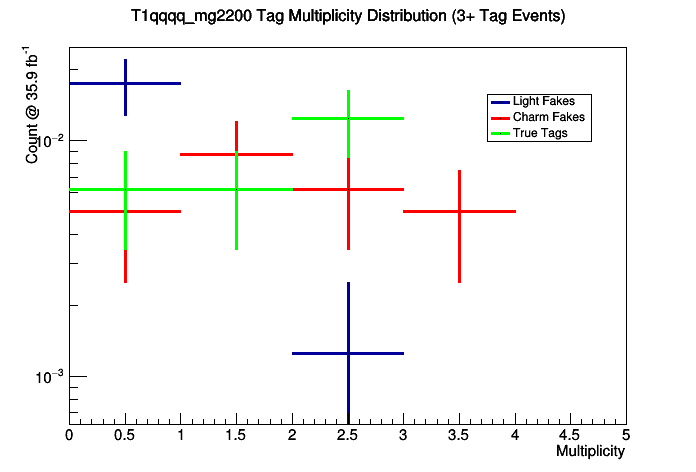 T1qqqq_mg2200 Tag Multiplicity Distribution (3+ Tag Events)
Count @ 35.9 fb⁻¹
Light Fakes
Charm Fakes
True Tags
10⁻²
10⁻³
0 0.5 1 1.5 2 2.5 3 3.5 4 4.5 5
Multiplicity